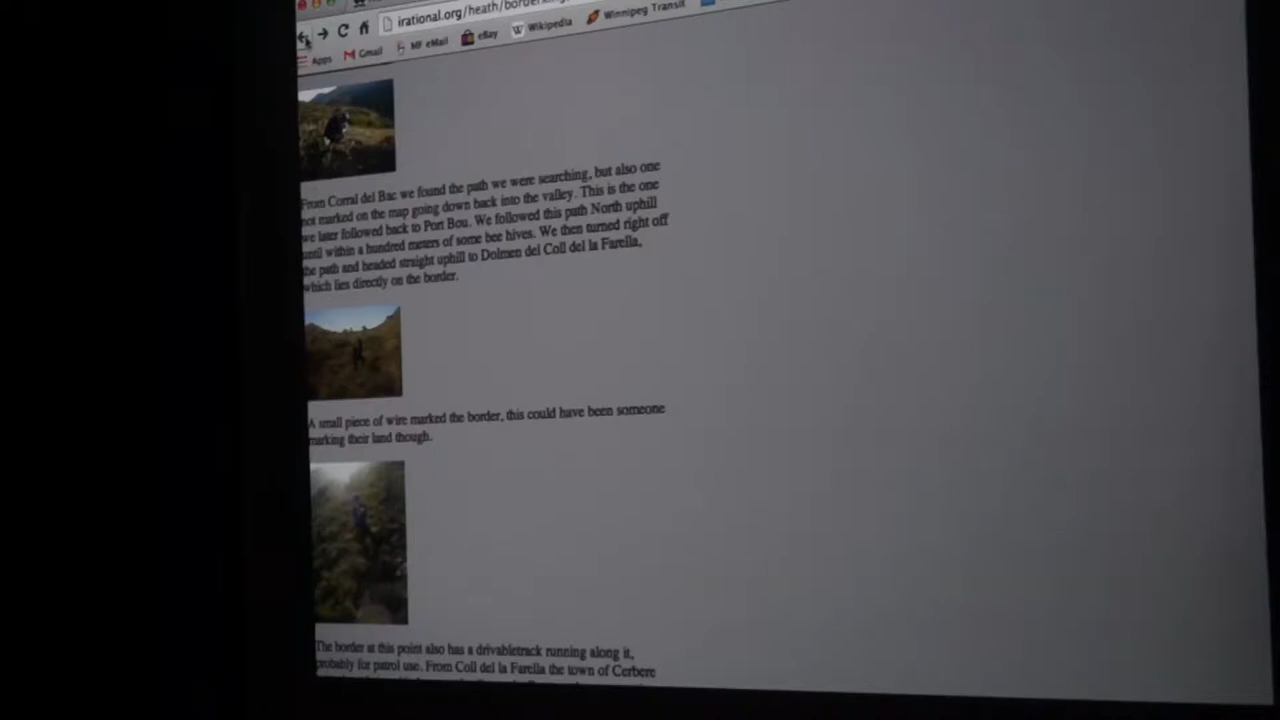 irational.org/heath/border
Apps Gmail MF eMail eBay Wikipedia Winnipeg Transit
From Corral del Bac we found the path we were searching, but also one
not marked on the map going down back into the valley. This is the one
we later followed back to Port Bou. We followed this path North uphill
until within a hundred meters of some bee hives. We then turned right off
the path and headed straight uphill to Dolmen del Coll del la Farella,
which lies directly on the border.
A small piece of wire marked the border, this could have been someone
marking their land though.
The border at this point also has a drivabletrack running along it,
probably for patrol use. From Coll del la Farella the town of Cerbere